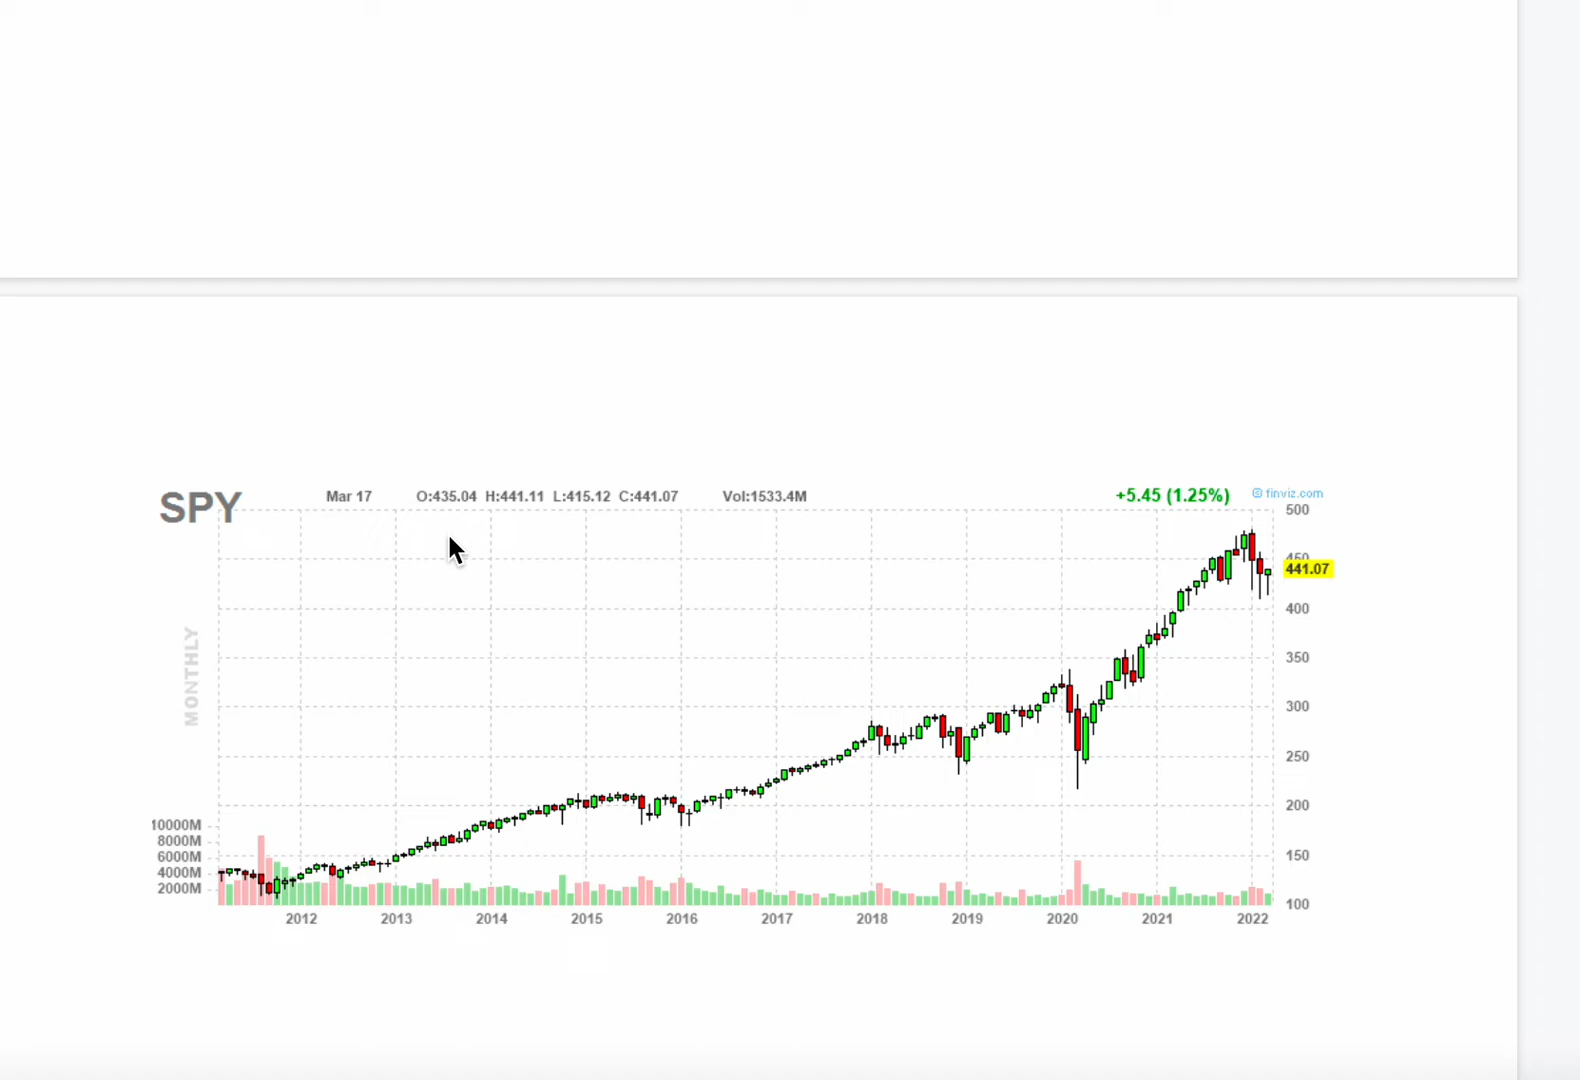 SPY
Mar 17 O:435.04 H:441.11 L:415.12 C:441.07 Vol:1533.4M +5.45 (1.25%) © finviz.com
500
450
441.07
400
350
300
250
200
150
100
MONTHLY
10000M
8000M
6000M
4000M
2000M
2012 2013 2014 2015 2016 2017 2018 2019 2020 2021 2022